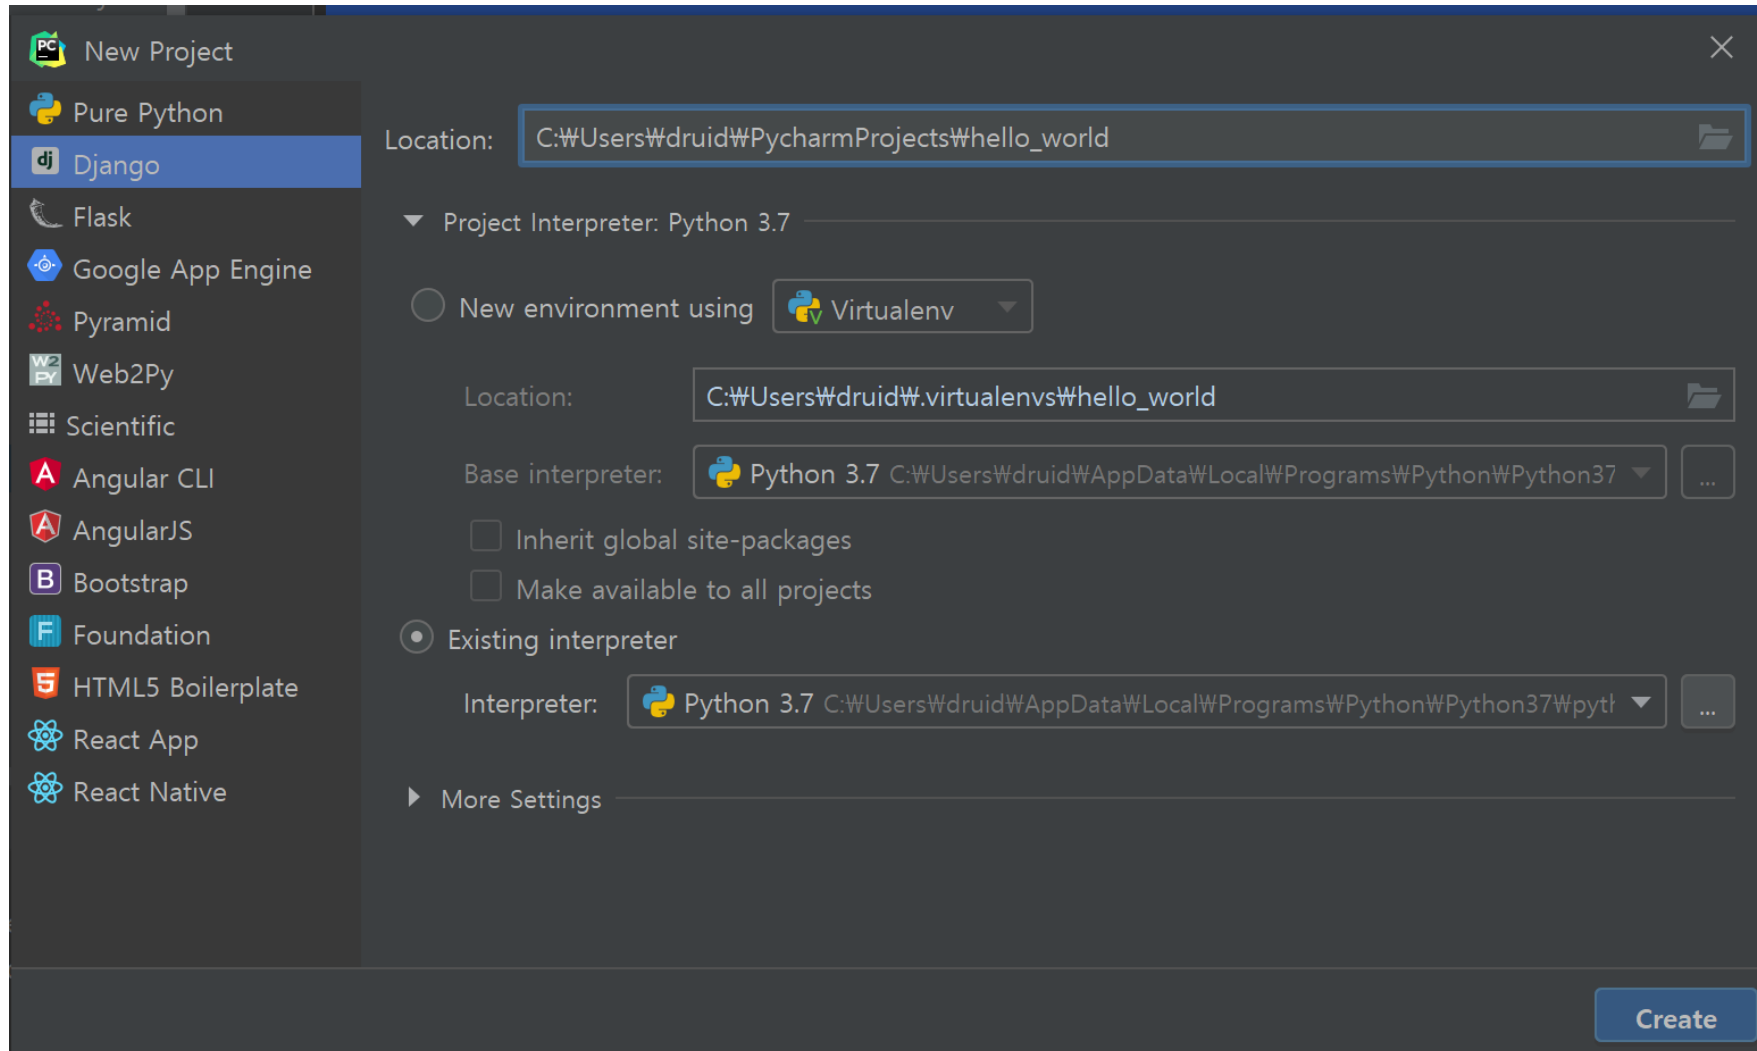 New Project
Pure Python
Django
Flask
Google App Engine
Pyramid
Web2Py
Scientific
Angular CLI
AngularJS
Bootstrap
Foundation
HTML5 Boilerplate
React App
React Native
Location: C:₩Users₩druid₩PycharmProjects₩hello_world
Project Interpreter: Python 3.7
New environment using Virtualenv
Location: C:₩Users₩druid₩.virtualenvs₩hello_world
Base interpreter: Python 3.7 C:₩Users₩druid₩AppData₩Local₩Programs₩Python₩Python37 ...
Inherit global site-packages
Make available to all projects
Existing interpreter
Interpreter: Python 3.7 C:₩Users₩druid₩AppData₩Local₩Programs₩Python₩Python37₩pyth ...
More Settings
Create